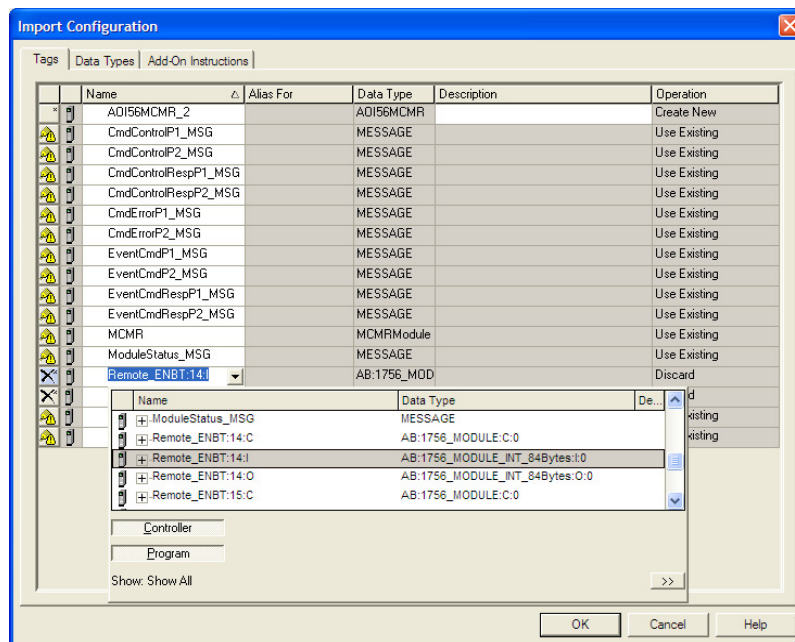 Import Configuration
Tags Data Types Add-On Instructions
Name Alias For Data Type Description Operation
AOI56MCMR_2 AOI56MCMR Create New
CmdControlP1_MSG MESSAGE Use Existing
CmdControlP2_MSG MESSAGE Use Existing
CmdControlRespP1_MSG MESSAGE Use Existing
CmdControlRespP2_MSG MESSAGE Use Existing
CmdErrorP1_MSG MESSAGE Use Existing
CmdErrorP2_MSG MESSAGE Use Existing
EventCmdP1_MSG MESSAGE Use Existing
EventCmdP2_MSG MESSAGE Use Existing
EventCmdRespP1_MSG MESSAGE Use Existing
EventCmdRespP2_MSG MESSAGE Use Existing
MCMR MCMRModule Use Existing
ModuleStatus_MSG MESSAGE Use Existing
Remote_ENBT:14:I AB:1756_MOD Discard
Name Data Type De...
ModuleStatus_MSG MESSAGE
Remote_ENBT:14:C AB:1756_MODULE:C:0
Remote_ENBT:14:I AB:1756_MODULE_INT_84Bytes:I:0
Remote_ENBT:14:O AB:1756_MODULE_INT_84Bytes:O:0
Remote_ENBT:15:C AB:1756_MODULE:C:0
Controller
Program
Show: Show All >>
OK Cancel Help